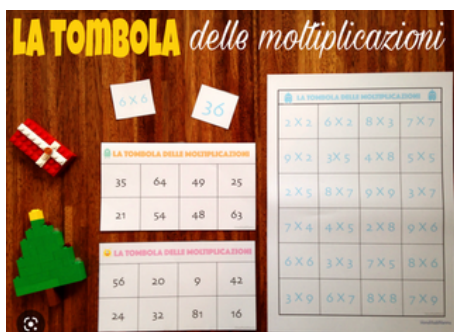 LA TOMBOLA delle moltiplicazioni
6 X 6
36
LA TOMBOLA DELLE MOLTIPLICAZIONI
35 64 49 25
21 54 48 63
LA TOMBOLA DELLE MOLTIPLICAZIONI
56 20 9 42
24 32 81 16
LA TOMBOLA DELLE MOLTIPLICAZIONI
2 X 2 6 X 2 8 X 3 7 X 7
9 X 2 3X 5 4 X 8 5 X 5
2 X 5 8 X 7 9 X 9 3 X 7
7 X 4 4 X 5 2 X 8 9 X 6
6 X 6 3 X 3 7 X 5 8 X 6
3 X 9 6 X 7 8 X 8 7 X 9